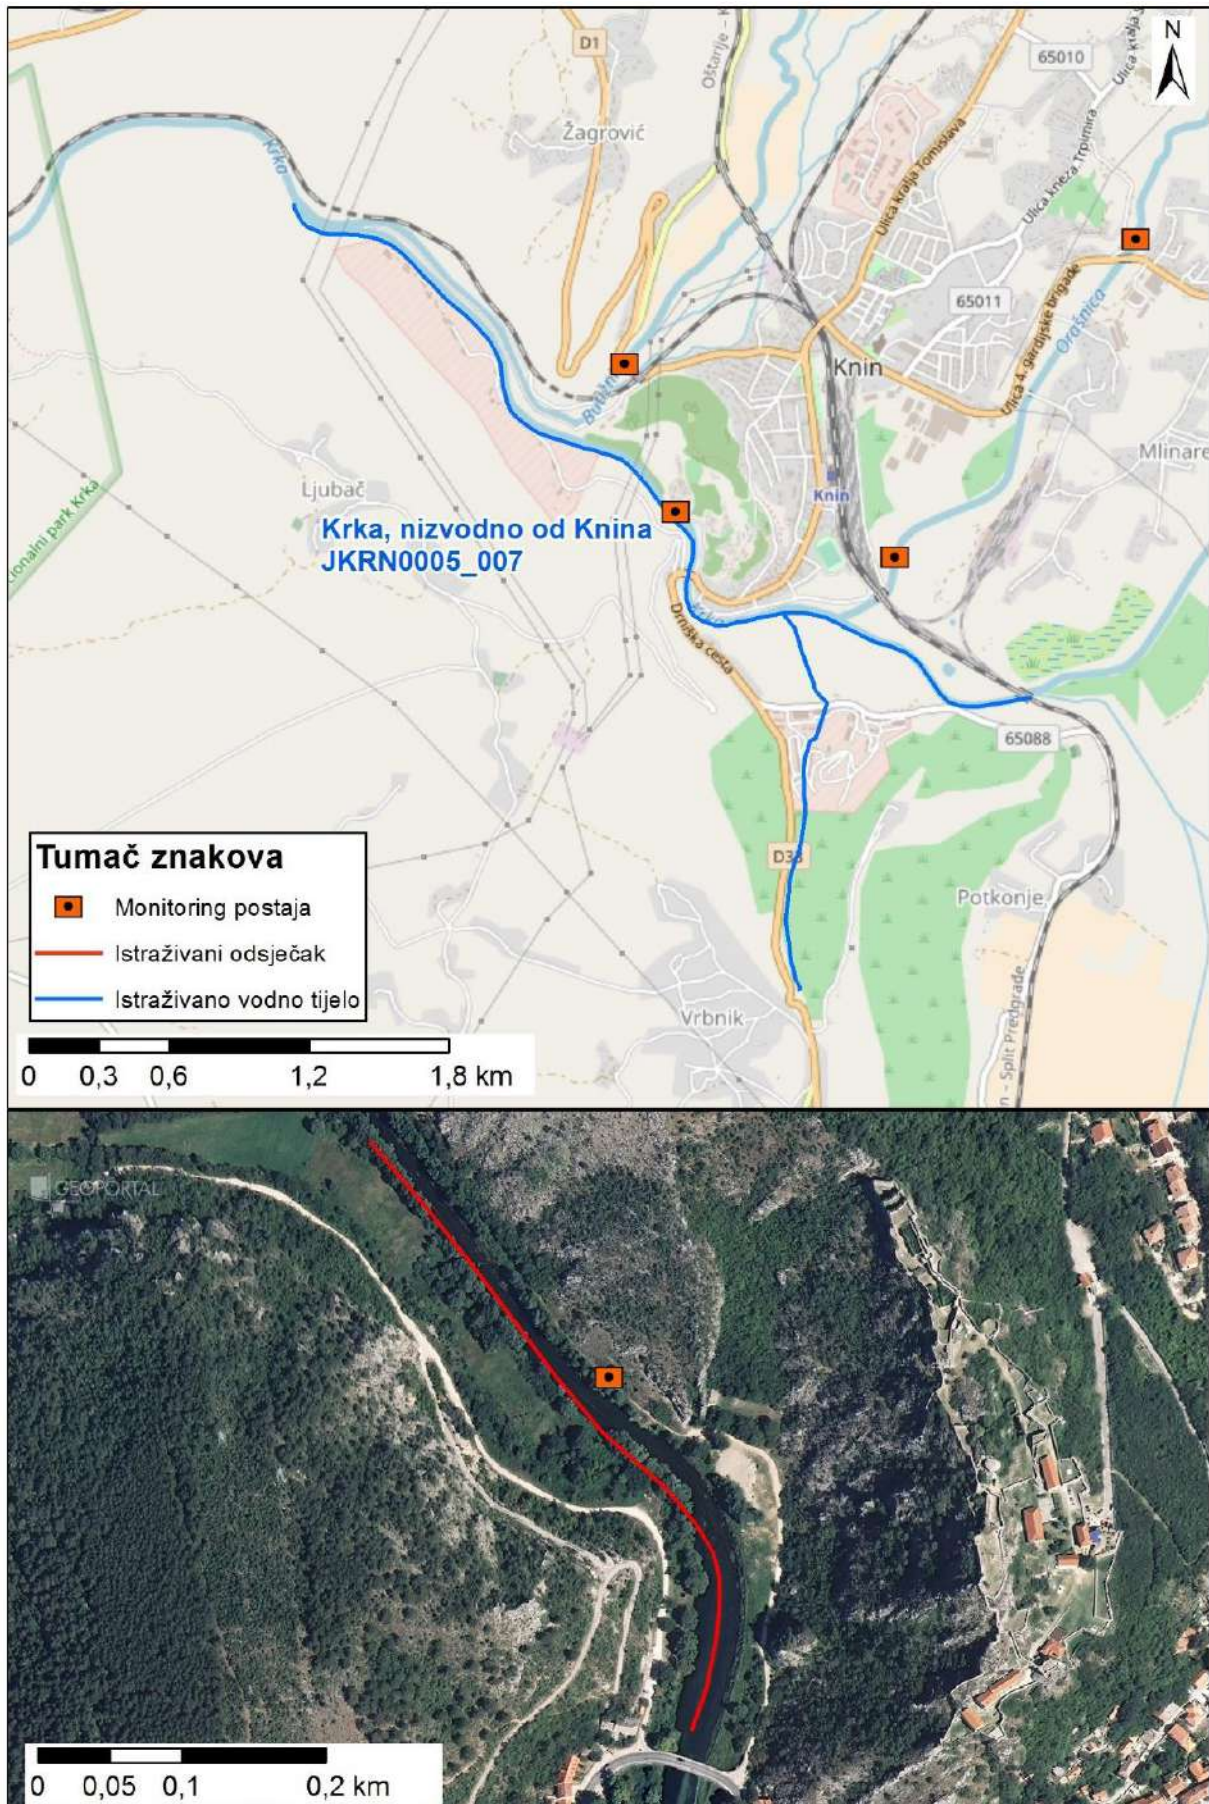 N
D1
Oštarije – K
65010
Ulica kralja
Žagrović
Krka
Ulica kralja Tomislava
Ulica kneza Trpimira
65011
Ulica 4. gardijske brigade
Orašnica
Knin
Mlinare
Ljubač
cionalni park Krka
Knin
Krka, nizvodno od Knina
JKRN0005_007
Krka
Drniška cesta
65088
D33
Potkonje
Vrbnik
n – Split Predgrađe
Tumač znakova
Monitoring postaja
Istraživani odsječak
Istraživano vodno tijelo
0 0,3 0,6 1,2 1,8 km
GEOPORTAL
0 0,05 0,1 0,2 km